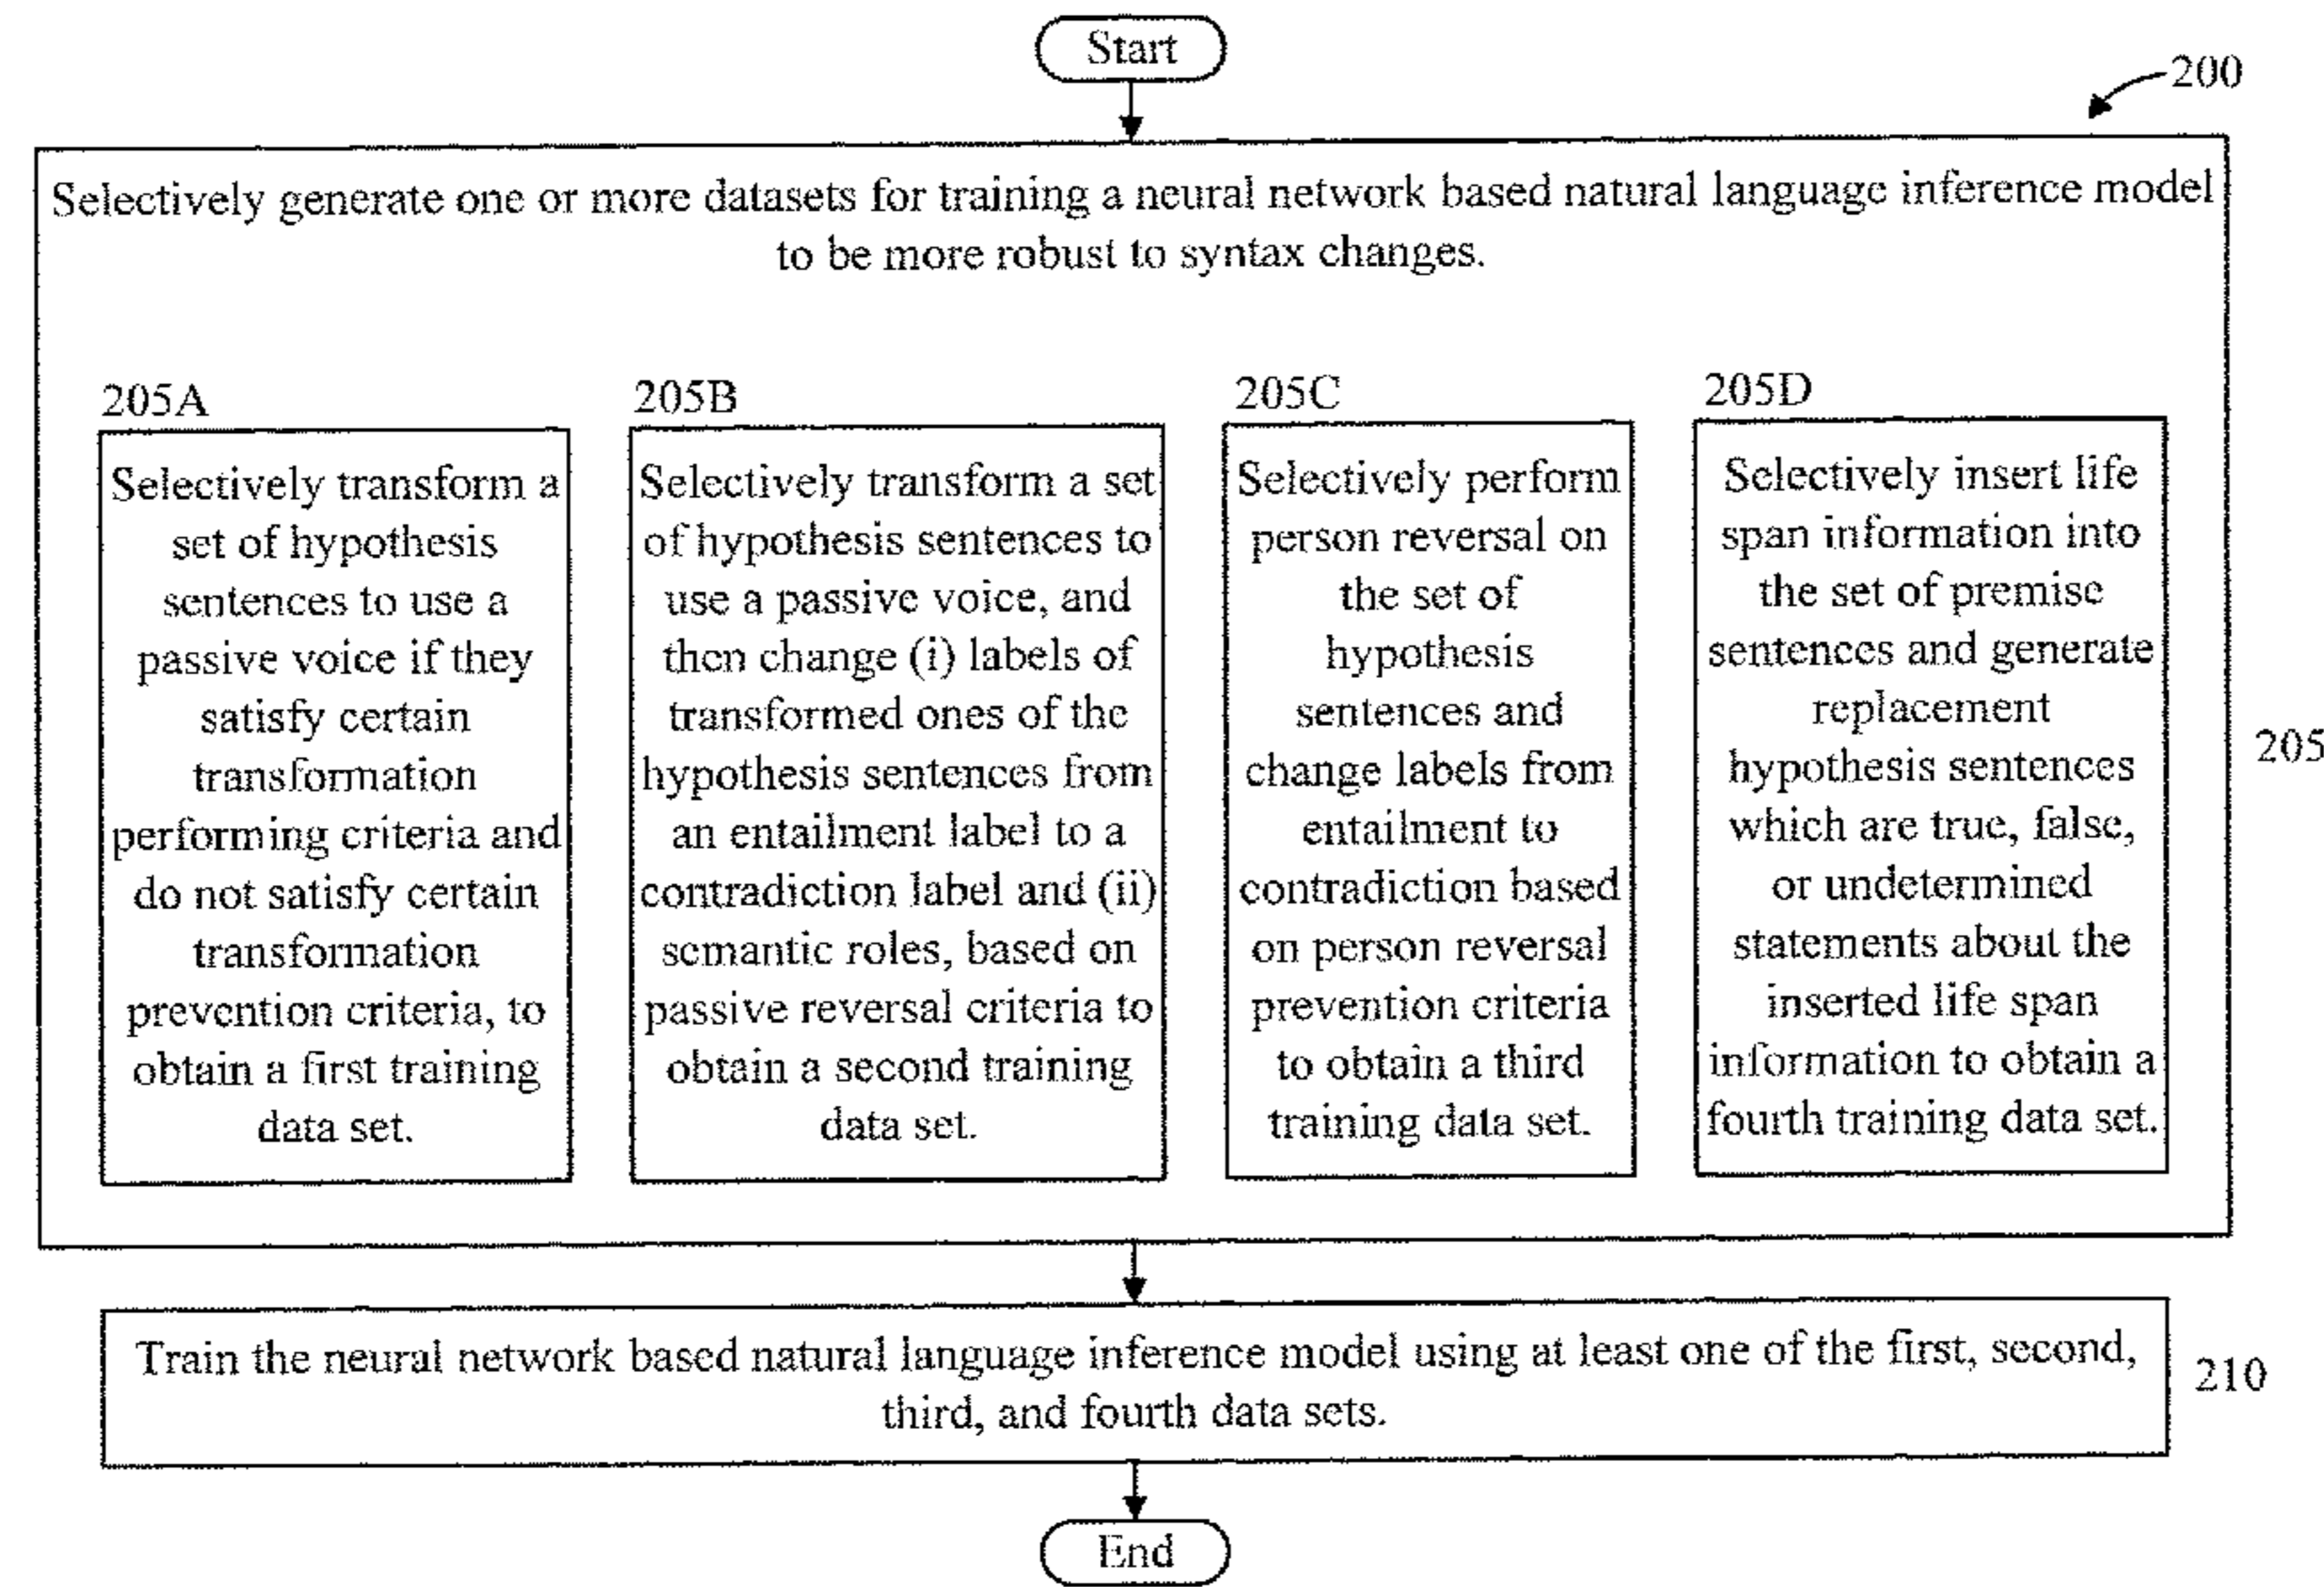 Start
200
Selectively generate one or more datasets for training a neural network based natural language inference model
to be more robust to syntax changes.
205A
Selectively transform a
set of hypothesis
sentences to use a
passive voice if they
satisfy certain
transformation
performing criteria and
do not satisfy certain
transformation
prevention criteria, to
obtain a first training
data set.
205B
Selectively transform a set
of hypothesis sentences to
use a passive voice, and
then change (i) labels of
transformed ones of the
hypothesis sentences from
an entailment label to a
contradiction label and (ii)
semantic roles, based on
passive reversal criteria to
obtain a second training
data set.
205C
Selectively perform
person reversal on
the set of
hypothesis
sentences and
change labels from
entailment to
contradiction based
on person reversal
prevention criteria
to obtain a third
training data set.
205D
Selectively insert life
span information into
the set of premise
sentences and generate
replacement
hypothesis sentences
which are true, false,
or undetermined
statements about the
inserted life span
information to obtain a
fourth training data set.
205
Train the neural network based natural language inference model using at least one of the first, second,
third, and fourth data sets.
210
End